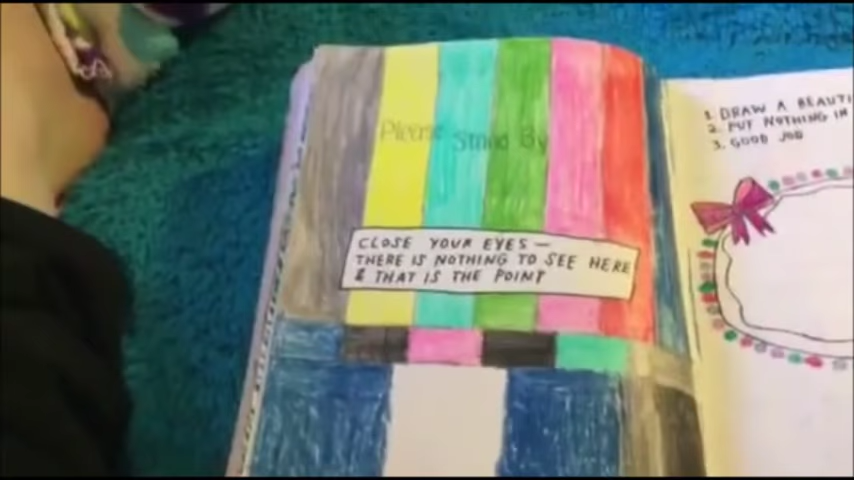 Please Stand By
CLOSE YOUR EYES —
THERE IS NOTHING TO SEE HERE
& THAT IS THE POINT
1. DRAW A BEAUTI
2. PUT NOTHING IN
3. GOOD JOB